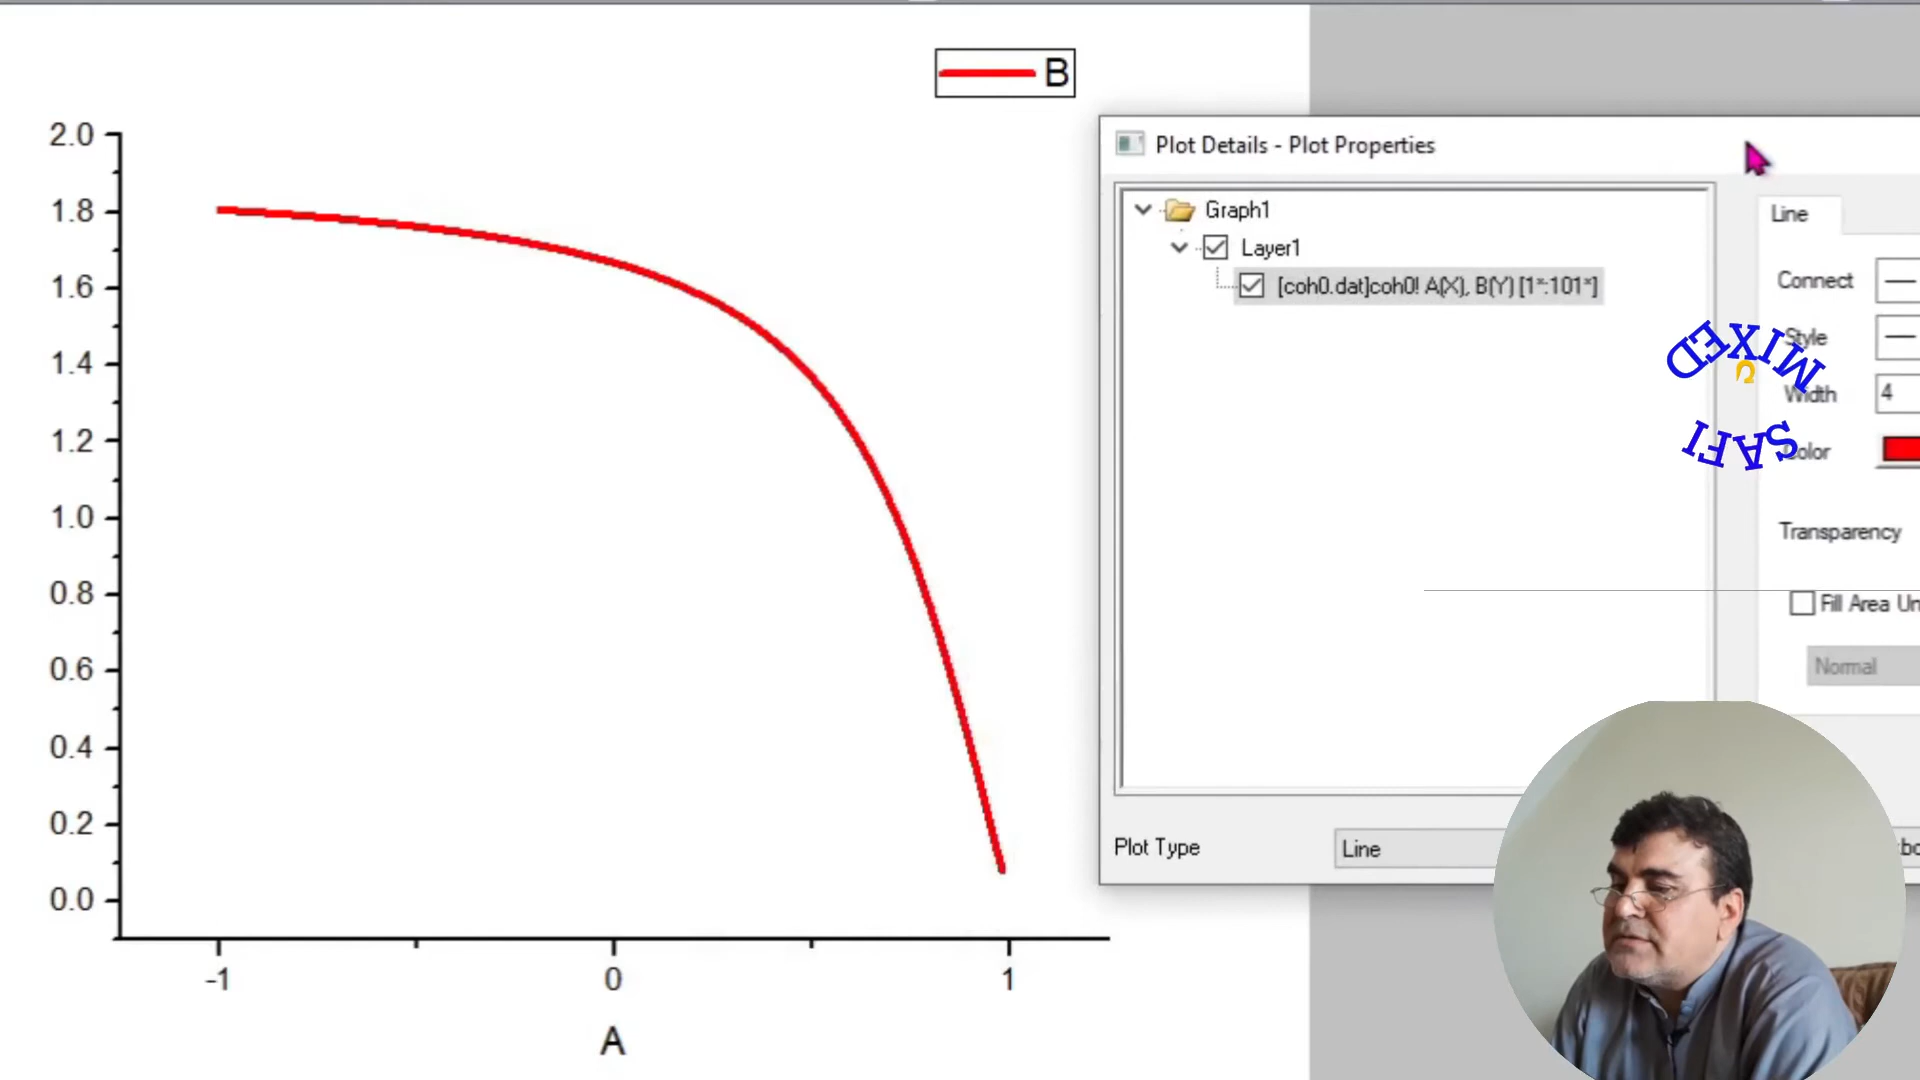 B
2.0
1.8
1.6
1.4
1.2
1.0
0.8
0.6
0.4
0.2
0.0
-1
0
1
A
Plot Details - Plot Properties
Graph1
Layer1
[coh0.dat]coh0! A(X), B(Y) [1*:101*]
Line
Connect
Style
Width
4
Color
Transparency
Fill Area Un
Normal
Plot Type
Line
MIXED
SAFI